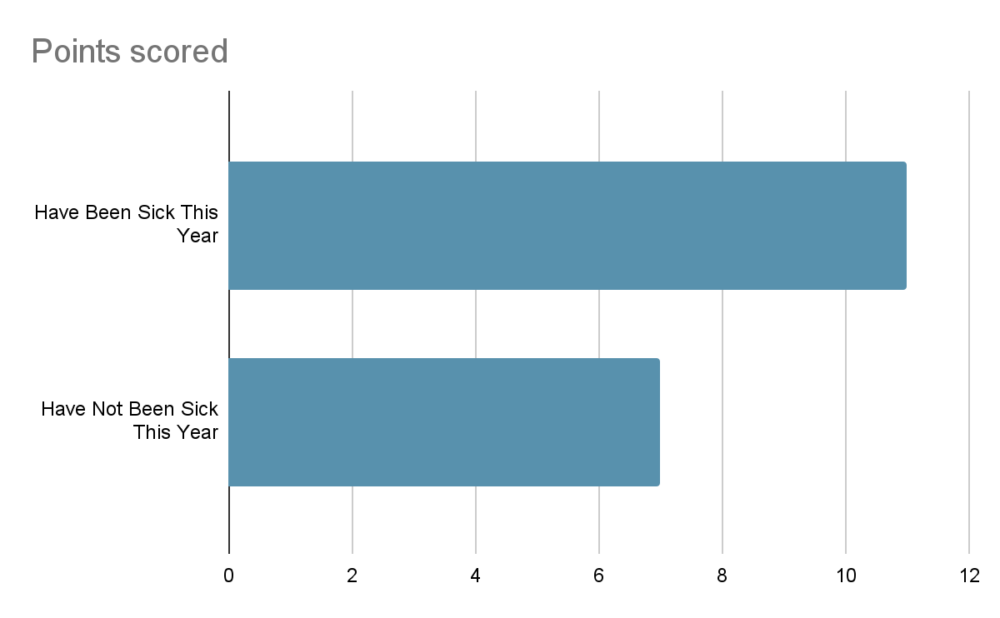 Points scored
Have Been Sick This
Year
Have Not Been Sick
This Year
0 2 4 6 8 10 12